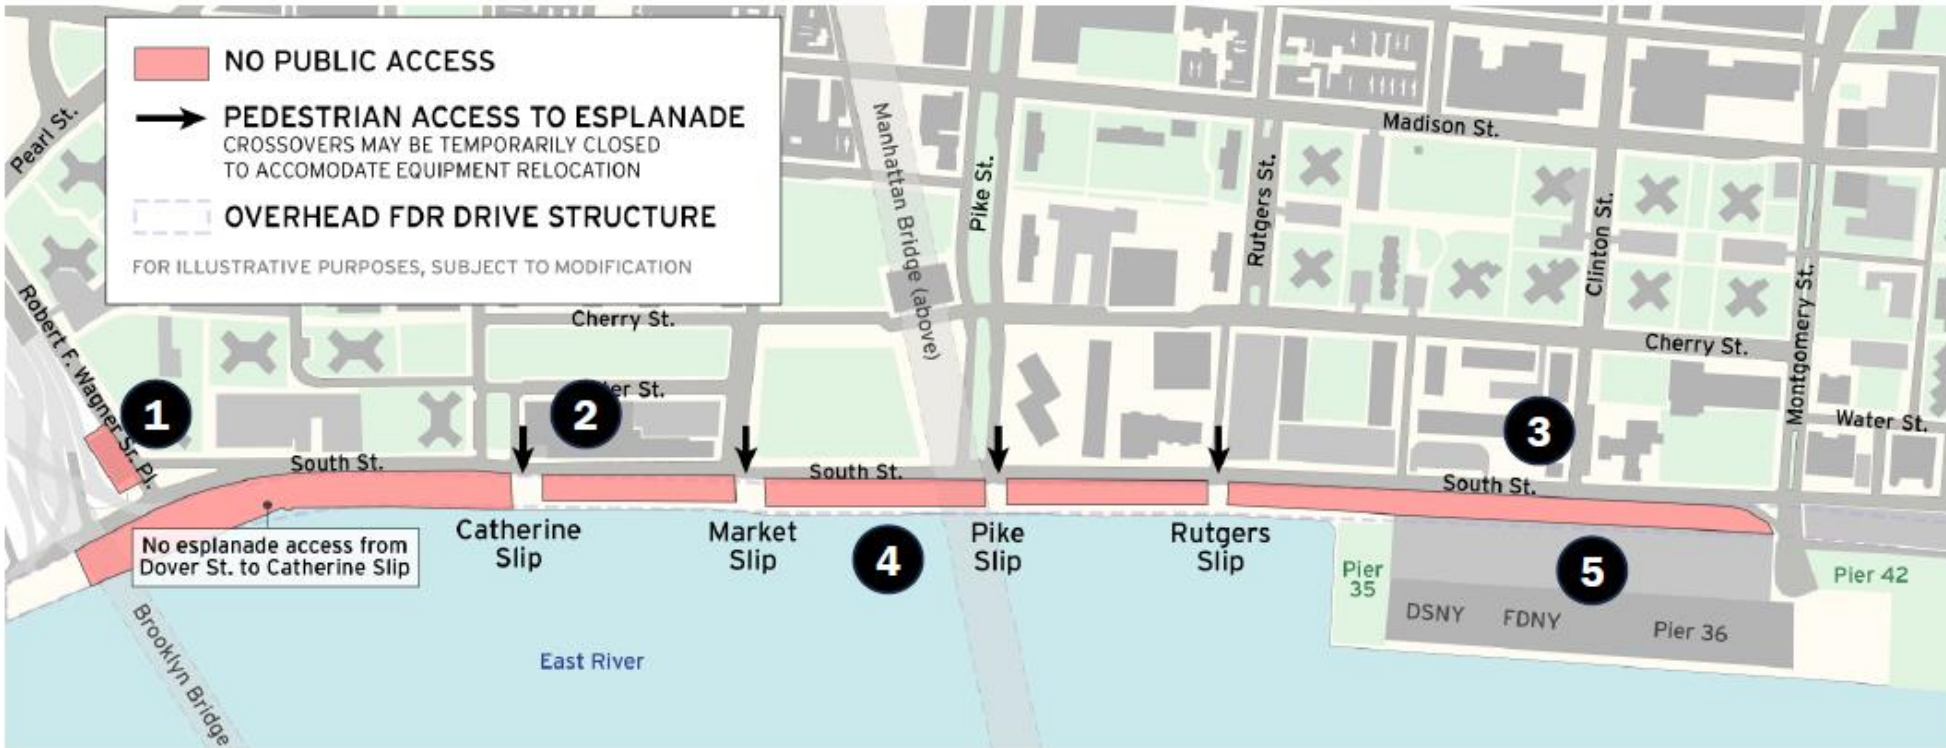 NO PUBLIC ACCESS
PEDESTRIAN ACCESS TO ESPLANADE
CROSSOVERS MAY BE TEMPORARILY CLOSED
TO ACCOMODATE EQUIPMENT RELOCATION
OVERHEAD FDR DRIVE STRUCTURE
FOR ILLUSTRATIVE PURPOSES, SUBJECT TO MODIFICATION
Pearl St.
Robert F. Wagner Sr. Pl.
Manhattan Bridge (above)
Pike St.
Madison St.
Rutgers St.
Clinton St.
Montgomery St.
Cherry St.
Cherry St.
Water St.
er St.
1
2
3
South St.
South St.
South St.
No esplanade access from
Dover St. to Catherine Slip
Catherine
Slip
Market
Slip
4
Pike
Slip
Rutgers
Slip
Pier
35
5
Pier 42
DSNY
FDNY
Pier 36
East River
Brooklyn Bridge